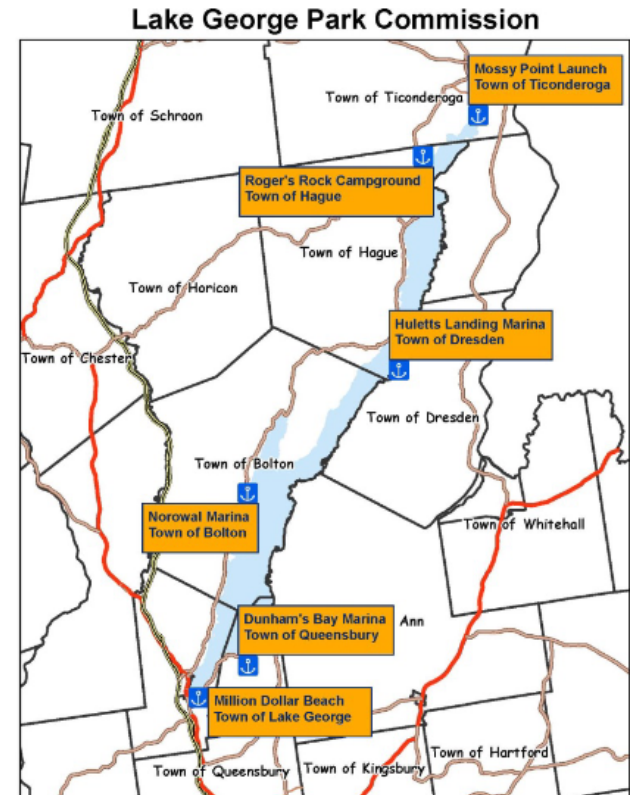 Lake George Park Commission
Mossy Point Launch
Town of Ticonderoga
Town of Ticonderoga
Town of Schroon
Roger's Rock Campground
Town of Hague
Town of Hague
Town of Horicon
Huletts Landing Marina
Town of Dresden
Town of Chester
Town of Dresden
Town of Bolton
Norowal Marina
Town of Bolton
Town of Whitehall
Dunham's Bay Marina
Town of Queensbury
Ann
Million Dollar Beach
Town of Lake George
Town of Hartford
Town of Queensbury
Town of Kingsbury